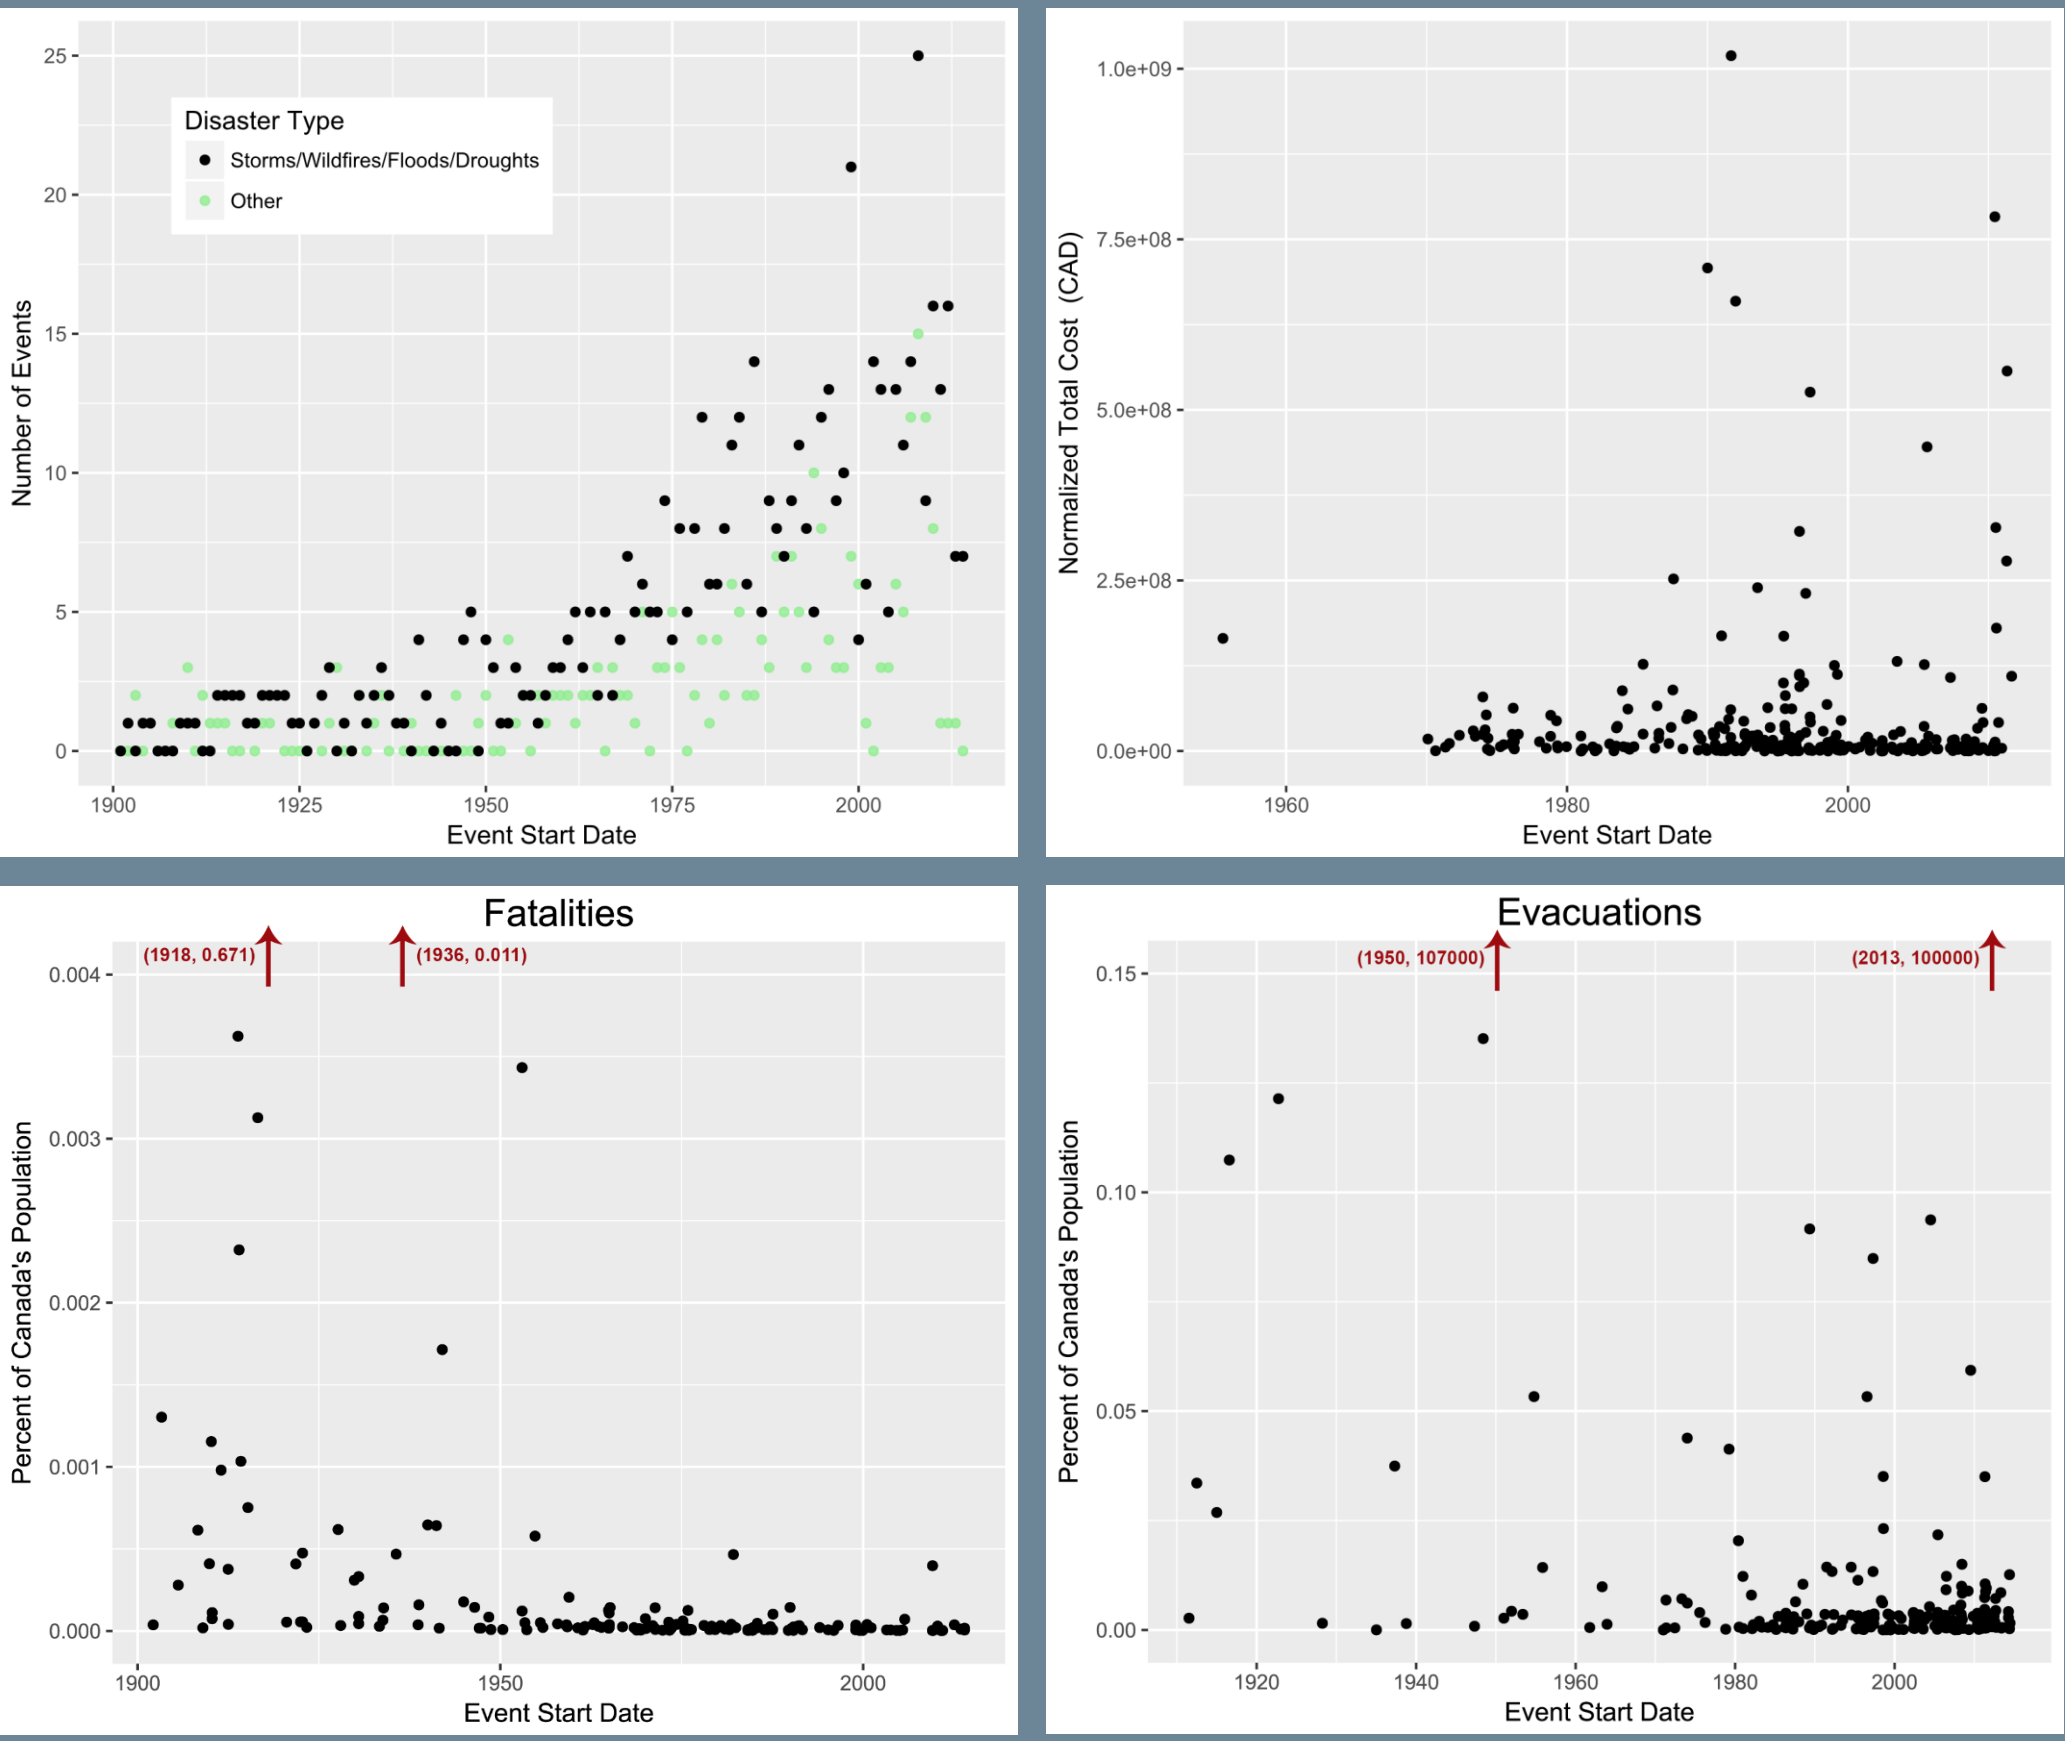 25
20
15
10
5
0
Number of Events
Disaster Type
Storms/Wildfires/Floods/Droughts
Other
1900 1925 1950 1975 2000
Event Start Date
1.0e+09
7.5e+08
5.0e+08
2.5e+08
0.0e+00
Normalized Total Cost (CAD)
1960 1980 2000
Event Start Date
Fatalities
(1918, 0.671) (1936, 0.011)
0.004
0.003
0.002
0.001
0.000
Percent of Canada's Population
1900 1950 2000
Event Start Date
Evacuations
(1950, 107000) (2013, 100000)
0.15
0.10
0.05
0.00
Percent of Canada's Population
1920 1940 1960 1980 2000
Event Start Date